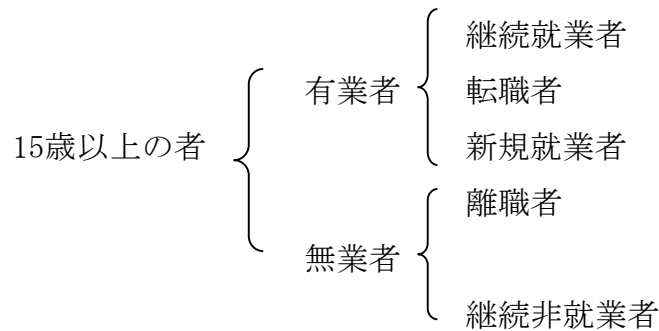 継続就業者
有業者
転職者
15歳以上の者
新規就業者
離職者
無業者
継続非就業者